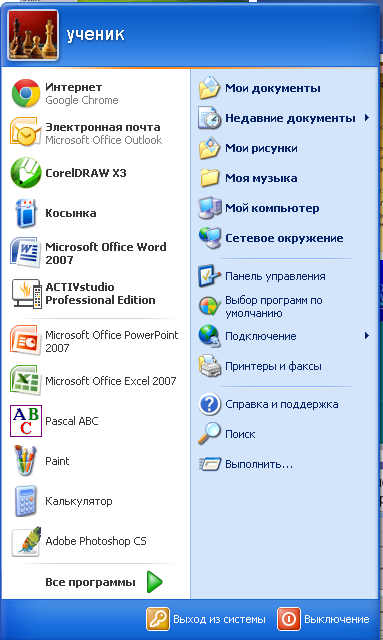 ученик
Интернет
Google Chrome
Электронная почта
Microsoft Office Outlook
CorelDRAW X3
Косынка
Microsoft Office Word
2007
ACTIVstudio
Professional Edition
Microsoft Office PowerPoint
2007
Microsoft Office Excel 2007
ABC
Pascal ABC
Paint
Калькулятор
Adobe Photoshop CS
Все программы
Мои документы
Недавние документы
Мои рисунки
Моя музыка
Мой компьютер
Сетевое окружение
Панель управления
Выбор программ по
умолчанию
Подключение
Принтеры и факсы
Справка и поддержка
Поиск
Выполнить...
Выход из системы
Выключение